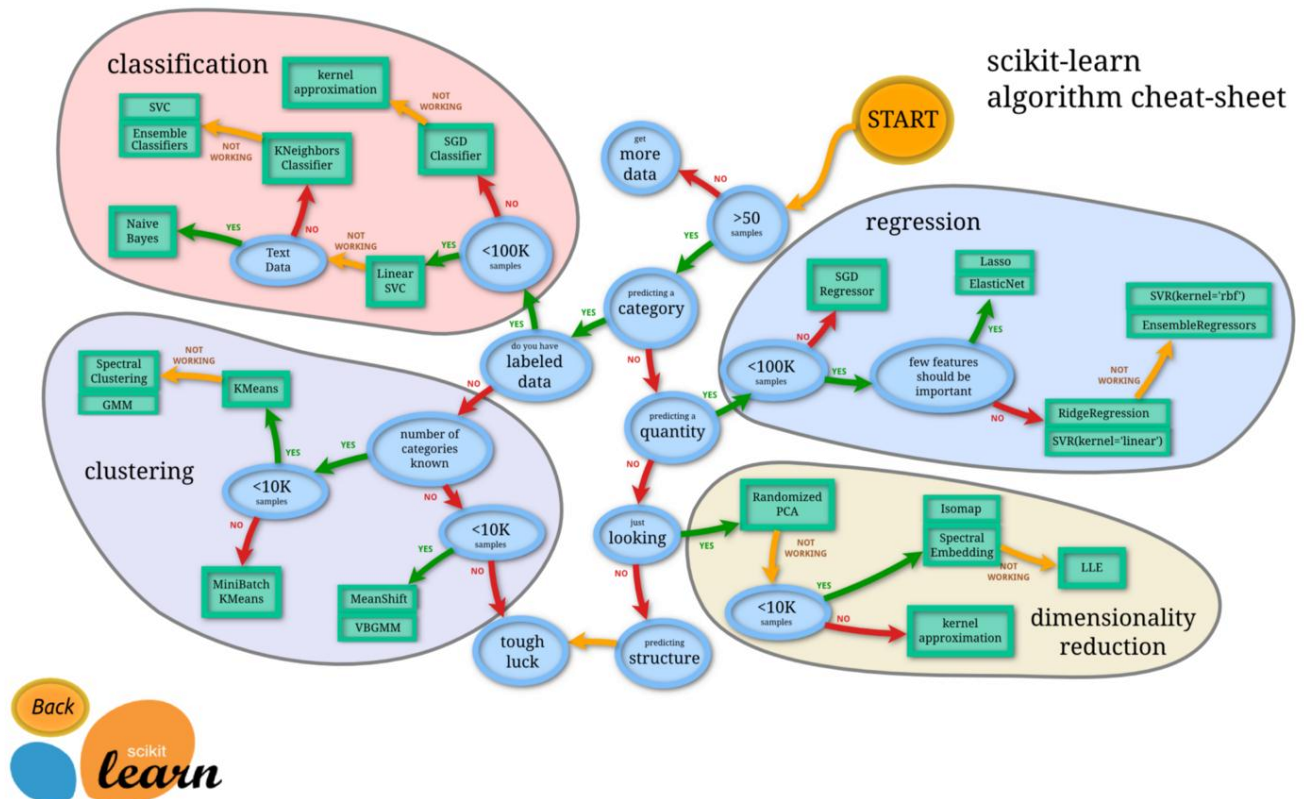 scikit-learn
algorithm cheat-sheet
START
get
more
data
NO
>50
samples
YES
predicting a
category
YES
NO
do you have
labeled
data
YES
NO
predicting a
quantity
YES
NO
just
looking
YES
NO
predicting
structure
tough
luck
classification
kernel
approximation
NOT
WORKING
SGD
Classifier
NO
<100K
samples
YES
Linear
SVC
NOT
WORKING
Text
Data
YES
Naive
Bayes
NO
KNeighbors
Classifier
NOT
WORKING
SVC
Ensemble
Classifiers
clustering
number of
categories
known
YES
NO
<10K
samples
YES
KMeans
NOT
WORKING
Spectral
Clustering
GMM
NO
MiniBatch
KMeans
<10K
samples
YES
MeanShift
VBGMM
NO
regression
<100K
samples
NO
SGD
Regressor
YES
few features
should be
important
YES
Lasso
ElasticNet
NO
RidgeRegression
SVR(kernel='linear')
NOT
WORKING
SVR(kernel='rbf')
EnsembleRegressors
dimensionality
reduction
Randomized
PCA
NOT
WORKING
<10K
samples
YES
Isomap
Spectral
Embedding
NOT
WORKING
LLE
NO
kernel
approximation
Back
scikit
learn